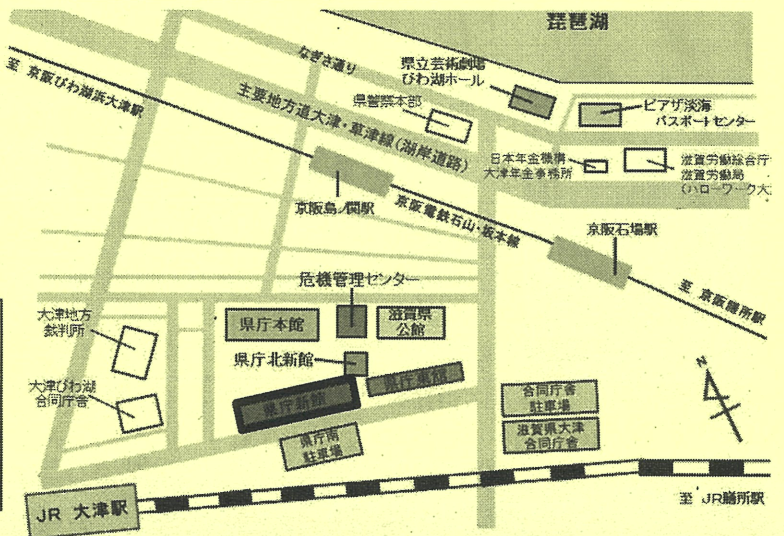 琵琶湖
なぎさ通り
県立芸術劇場
びわ湖ホール
県警察本部
ピアザ淡海
パスポートセンター
至 京阪びわ湖浜大津駅
主要地方道大津・草津線(湖岸道路)
日本年金機構
大津年金事務所
滋賀労働総合庁
滋賀労働局
(ハローワーク大
京阪島ノ関駅
京阪電鉄石山・坂本線
京阪石場駅
至 京阪膳所駅
危機管理センター
大津地方
裁判所
県庁本館
滋賀県
公館
県庁北新館
大津びわ湖
合同庁舎
県庁新館
県庁東館
合同庁舎
駐車場
県庁南
駐車場
滋賀県大津
合同庁舎
N
JR 大津駅
至 JR膳所駅